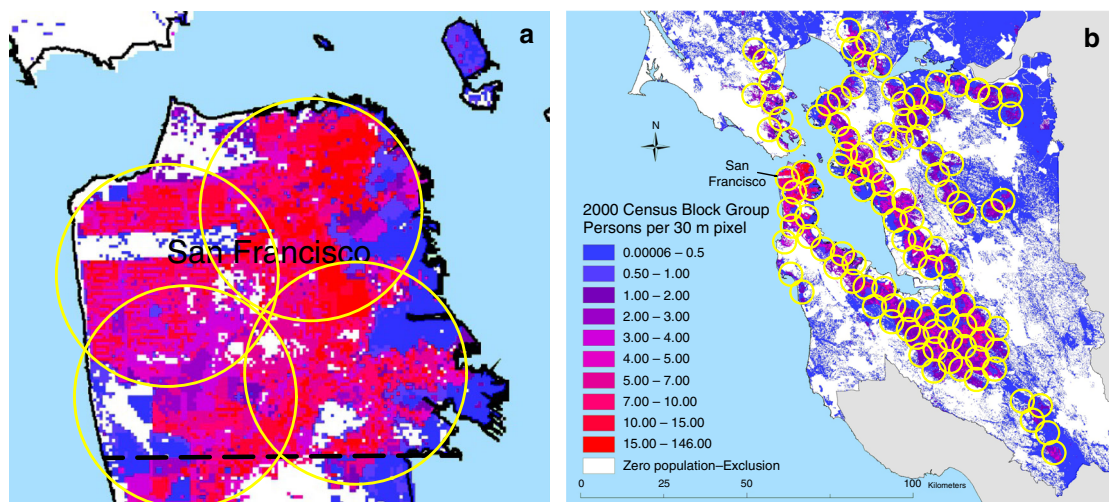 a
San Francisco
b
N
San
Francisco
2000 Census Block Group
Persons per 30 m pixel
0.00006 – 0.5
0.50 – 1.00
1.00 – 2.00
2.00 – 3.00
3.00 – 4.00
4.00 – 5.00
5.00 – 7.00
7.00 – 10.00
10.00 – 15.00
15.00 – 146.00
Zero population–Exclusion
0 25 50 100 Kilometers